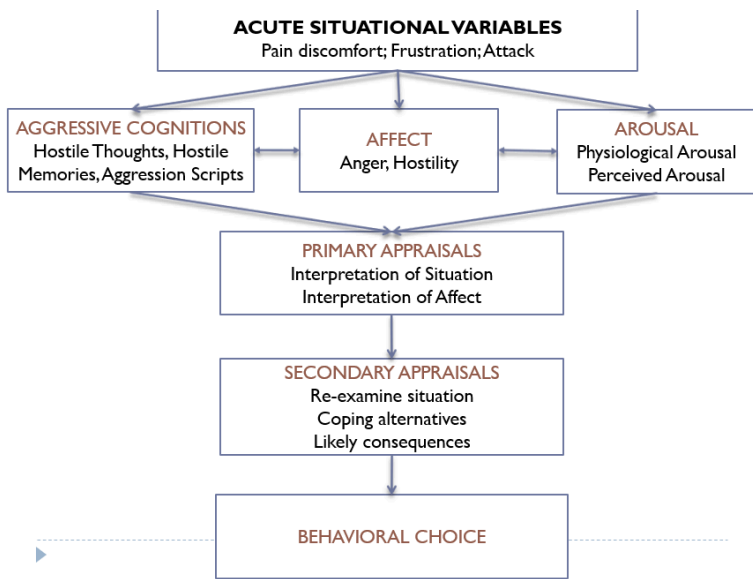 ACUTE SITUATIONAL VARIABLES
Pain discomfort; Frustration; Attack
AGGRESSIVE COGNITIONS
Hostile Thoughts, Hostile
Memories, Aggression Scripts
AFFECT
Anger, Hostility
AROUSAL
Physiological Arousal
Perceived Arousal
PRIMARY APPRAISALS
Interpretation of Situation
Interpretation of Affect
SECONDARY APPRAISALS
Re-examine situation
Coping alternatives
Likely consequences
BEHAVIORAL CHOICE